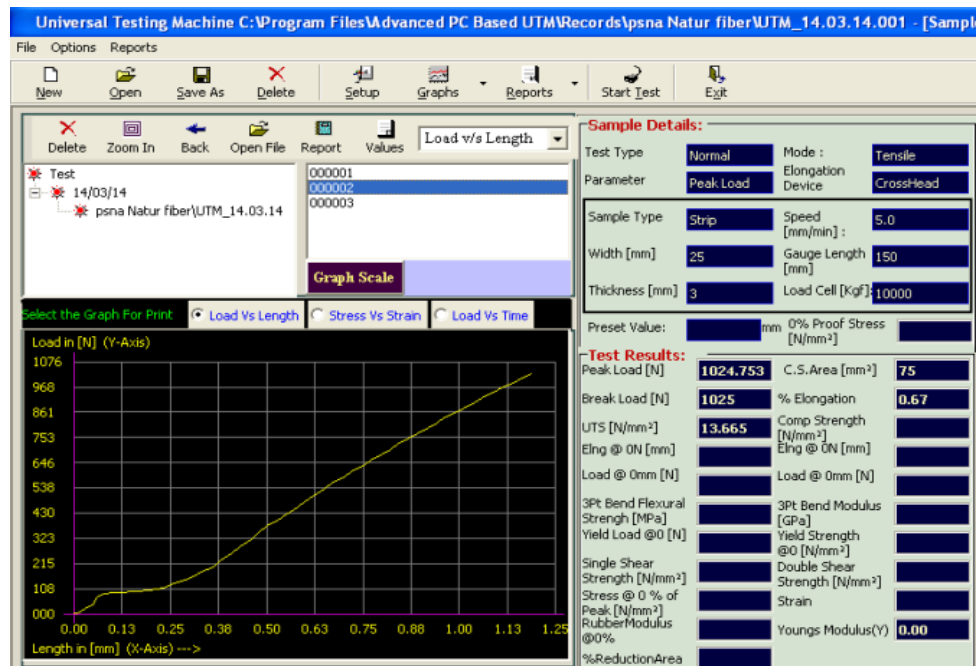 Universal Testing Machine C:\Program Files\Advanced PC Based UTM\Records\psna Natur fiber\UTM_14.03.14.001 - [Sampl
File Options Reports
New Open Save As Delete Setup Graphs Reports Start Test Exit
Delete Zoom In Back Open File Report Values Load v/s Length
Test
14/03/14
psna Natur fiber\UTM_14.03.14
000001
000002
000003
Graph Scale
Select the Graph For Print Load Vs Length Stress Vs Strain Load Vs Time
Load in [N] (Y-Axis)
1076
968
861
753
646
538
430
323
215
108
000
0.00 0.13 0.25 0.38 0.50 0.63 0.75 0.88 1.00 1.13 1.25
Length in [mm] (X-Axis) --->
Sample Details:
Test Type Normal Mode : Tensile
Parameter Peak Load Elongation Device CrossHead
Sample Type Strip Speed [mm/min] : 5.0
Width [mm] 25 Gauge Length [mm] 150
Thickness [mm] 3 Load Cell [Kgf]: 10000
Preset Value: mm 0% Proof Stress [N/mm²]
Test Results:
Peak Load [N] 1024.753 C.S.Area [mm²] 75
Break Load [N] 1025 % Elongation 0.67
UTS [N/mm²] 13.665 Comp Strength [N/mm²]
Elng @ 0N [mm] Elng @ 0N [mm]
Load @ 0mm [N] Load @ 0mm [N]
3Pt Bend Flexural Strengh [MPa] 3Pt Bend Modulus [GPa]
Yield Load @0 [N] Yield Strength @0 [N/mm²]
Single Shear Strength [N/mm²] Double Shear Strength [N/mm²]
Stress @ 0 % of Peak [N/mm²] Strain
RubberModulus @0% Youngs Modulus(Y) 0.00
%ReductionArea